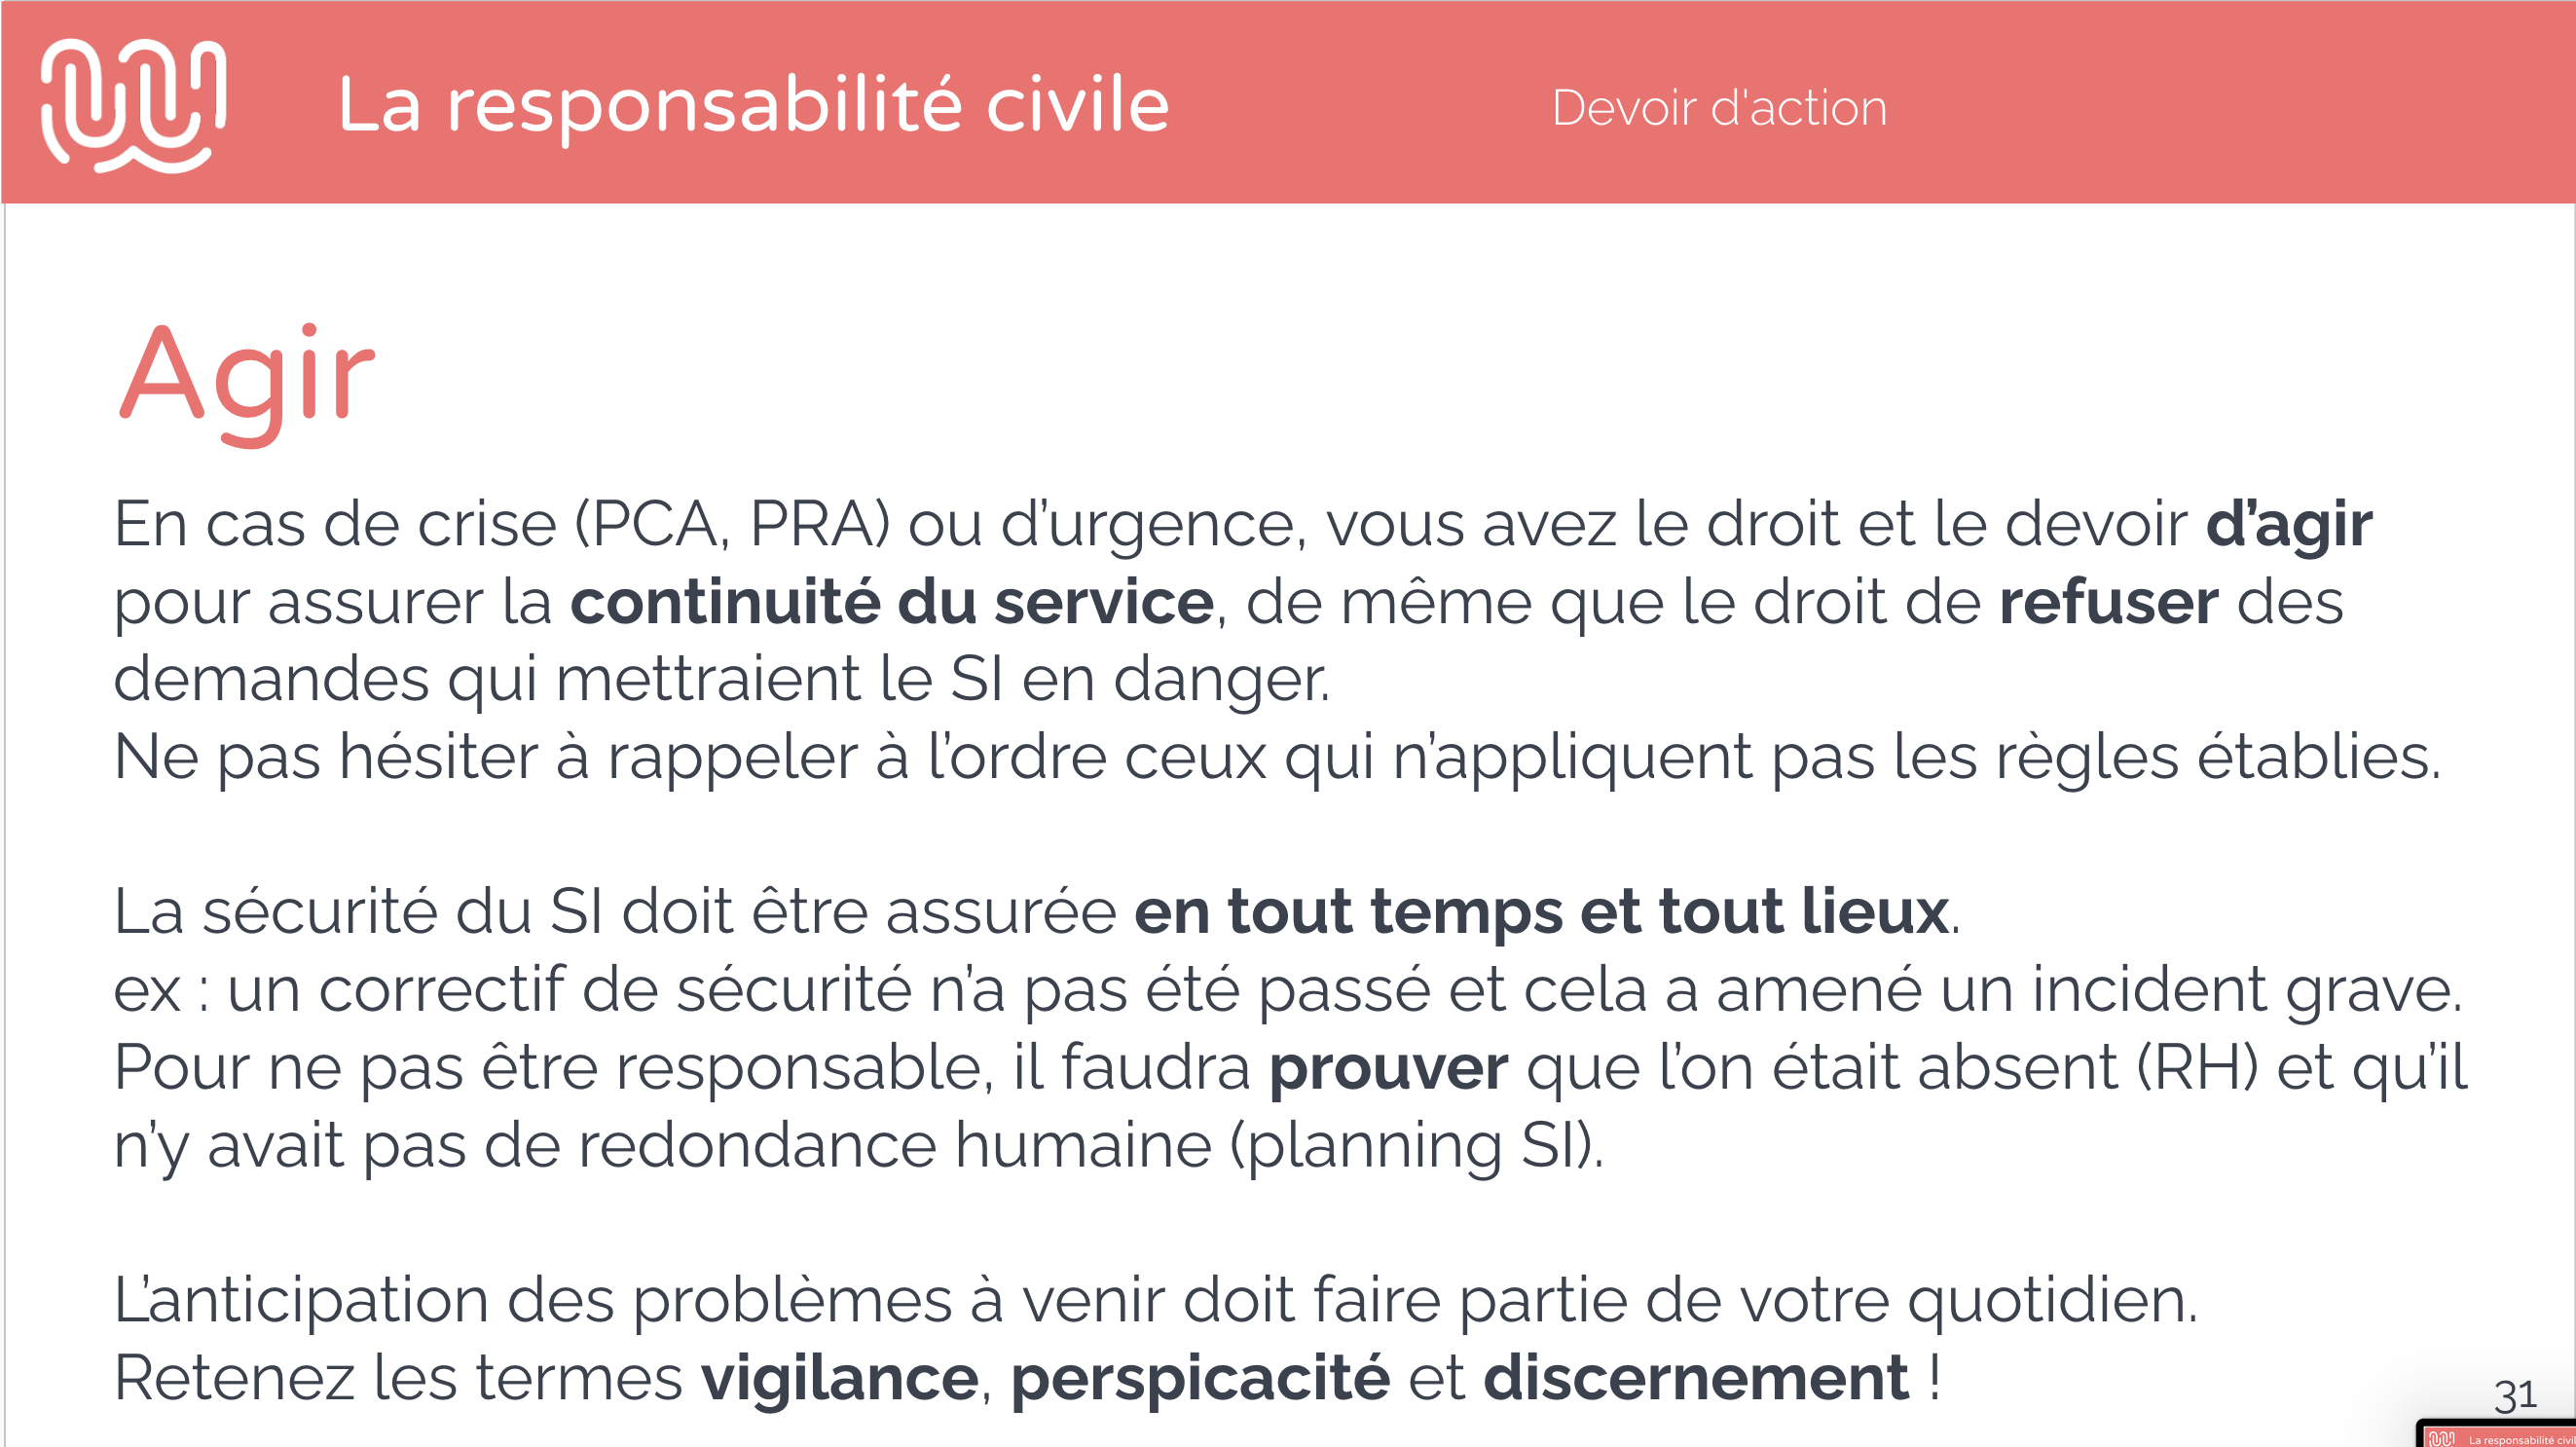 La responsabilité civile
Devoir d'action
Agir
En cas de crise (PCA, PRA) ou d’urgence, vous avez le droit et le devoir d’agir
pour assurer la continuité du service, de même que le droit de refuser des
demandes qui mettraient le SI en danger.
Ne pas hésiter à rappeler à l’ordre ceux qui n’appliquent pas les règles établies.
La sécurité du SI doit être assurée en tout temps et tout lieux.
ex : un correctif de sécurité n’a pas été passé et cela a amené un incident grave.
Pour ne pas être responsable, il faudra prouver que l’on était absent (RH) et qu’il
n’y avait pas de redondance humaine (planning SI).
L’anticipation des problèmes à venir doit faire partie de votre quotidien.
Retenez les termes vigilance, perspicacité et discernement !
31
La responsabilité civil